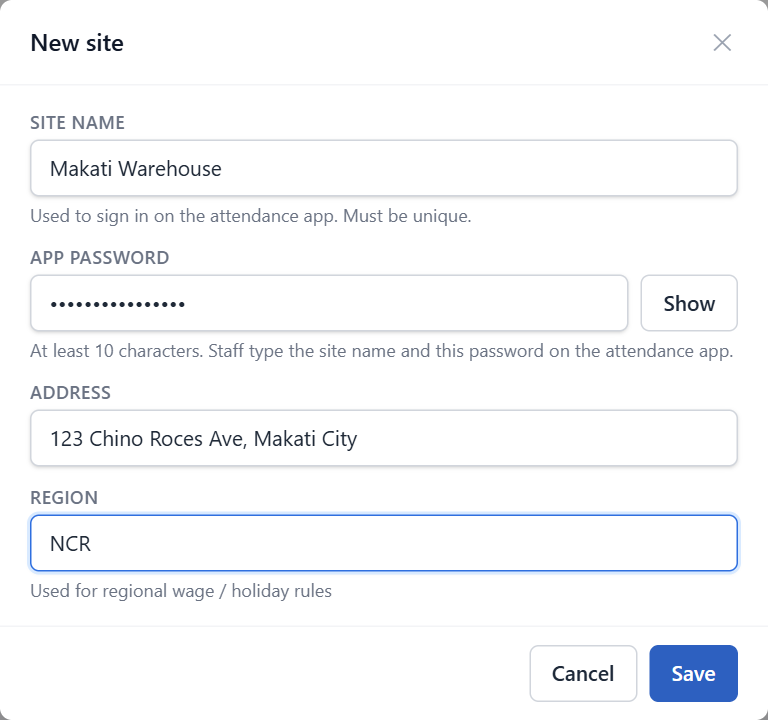 New site
SITE NAME
Makati Warehouse
Used to sign in on the attendance app. Must be unique.
APP PASSWORD
••••••••••••••••
Show
At least 10 characters. Staff type the site name and this password on the attendance app.
ADDRESS
123 Chino Roces Ave, Makati City
REGION
NCR
Used for regional wage / holiday rules
Cancel
Save